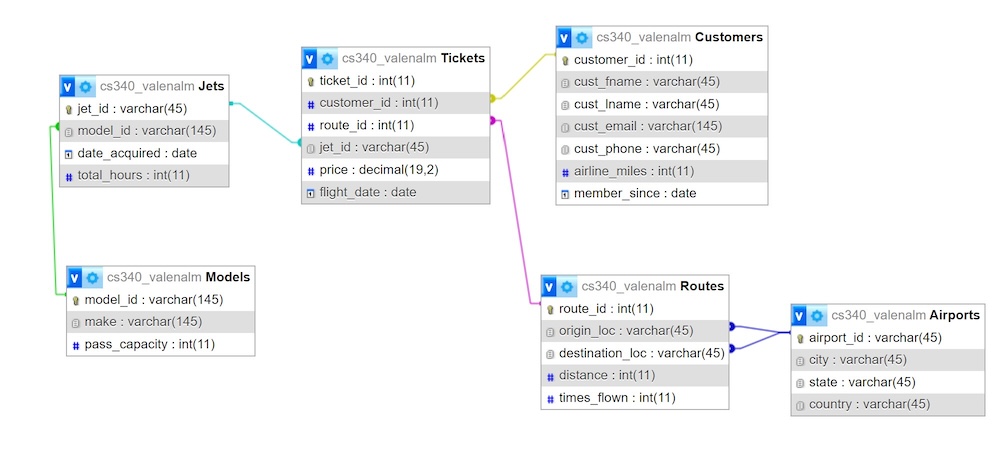 cs340_valenalm Jets
jet_id : varchar(45)
model_id : varchar(145)
date_acquired : date
total_hours : int(11)
cs340_valenalm Models
model_id : varchar(145)
make : varchar(145)
pass_capacity : int(11)
cs340_valenalm Tickets
ticket_id : int(11)
customer_id : int(11)
route_id : int(11)
jet_id : varchar(45)
price : decimal(19,2)
flight_date : date
cs340_valenalm Customers
customer_id : int(11)
cust_fname : varchar(45)
cust_lname : varchar(45)
cust_email : varchar(145)
cust_phone : varchar(45)
airline_miles : int(11)
member_since : date
cs340_valenalm Routes
route_id : int(11)
origin_loc : varchar(45)
destination_loc : varchar(45)
distance : int(11)
times_flown : int(11)
cs340_valenalm Airports
airport_id : varchar(45)
city : varchar(45)
state : varchar(45)
country : varchar(45)